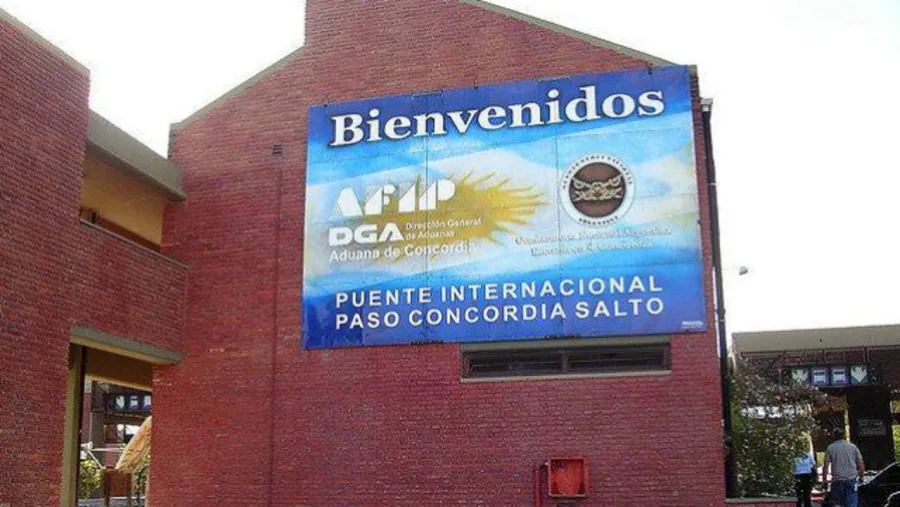 Bienvenidos
AFIP
DGA Dirección General
de Aduanas
Aduana de Concordia
PUENTE INTERNACIONAL
PASO CONCORDIA SALTO